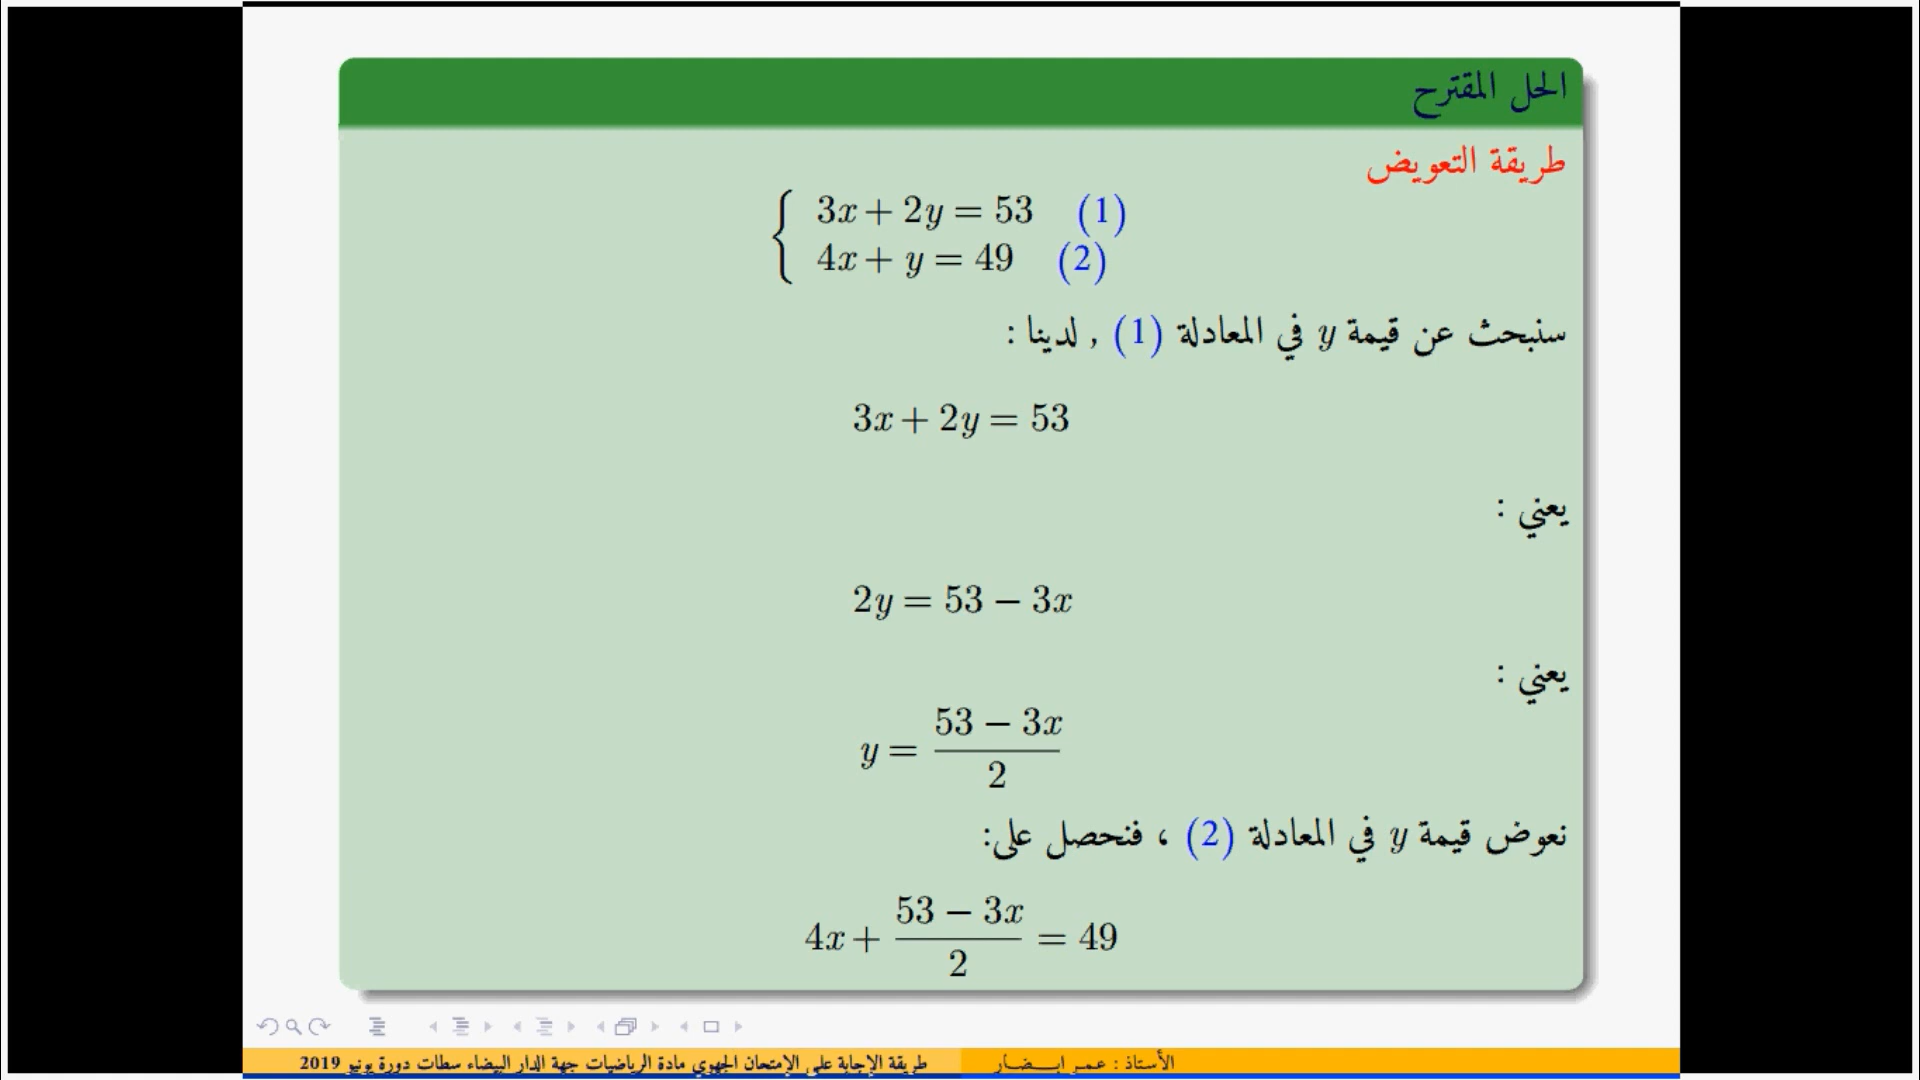 الحل المقترح
طريقة التعويض
3x + 2y = 53 (1)
4x + y = 49 (2)
سنبحث عن قيمة y في المعادلة (1) , لدينا :
3x + 2y = 53
يعني :
2y = 53 − 3x
يعني :
y = \frac{53 − 3x}{2}
نعوض قيمة y في المعادلة (2) ، فنحصل على:
4x + \frac{53 − 3x}{2} = 49
الأستاذ : عمر ابـــضـار
طريقة الإجابة على الإمتحان الجهوي مادة الرياضيات جهة الدار البيضاء سطات دورة يونيو 2019